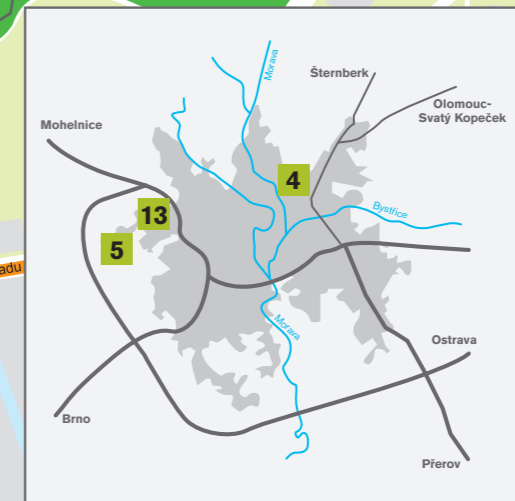 Morava
Šternberk
Olomouc-
Svatý Kopeček
Mohelnice
4
13
Bystřice
5
adu
Morava
Ostrava
Brno
Přerov